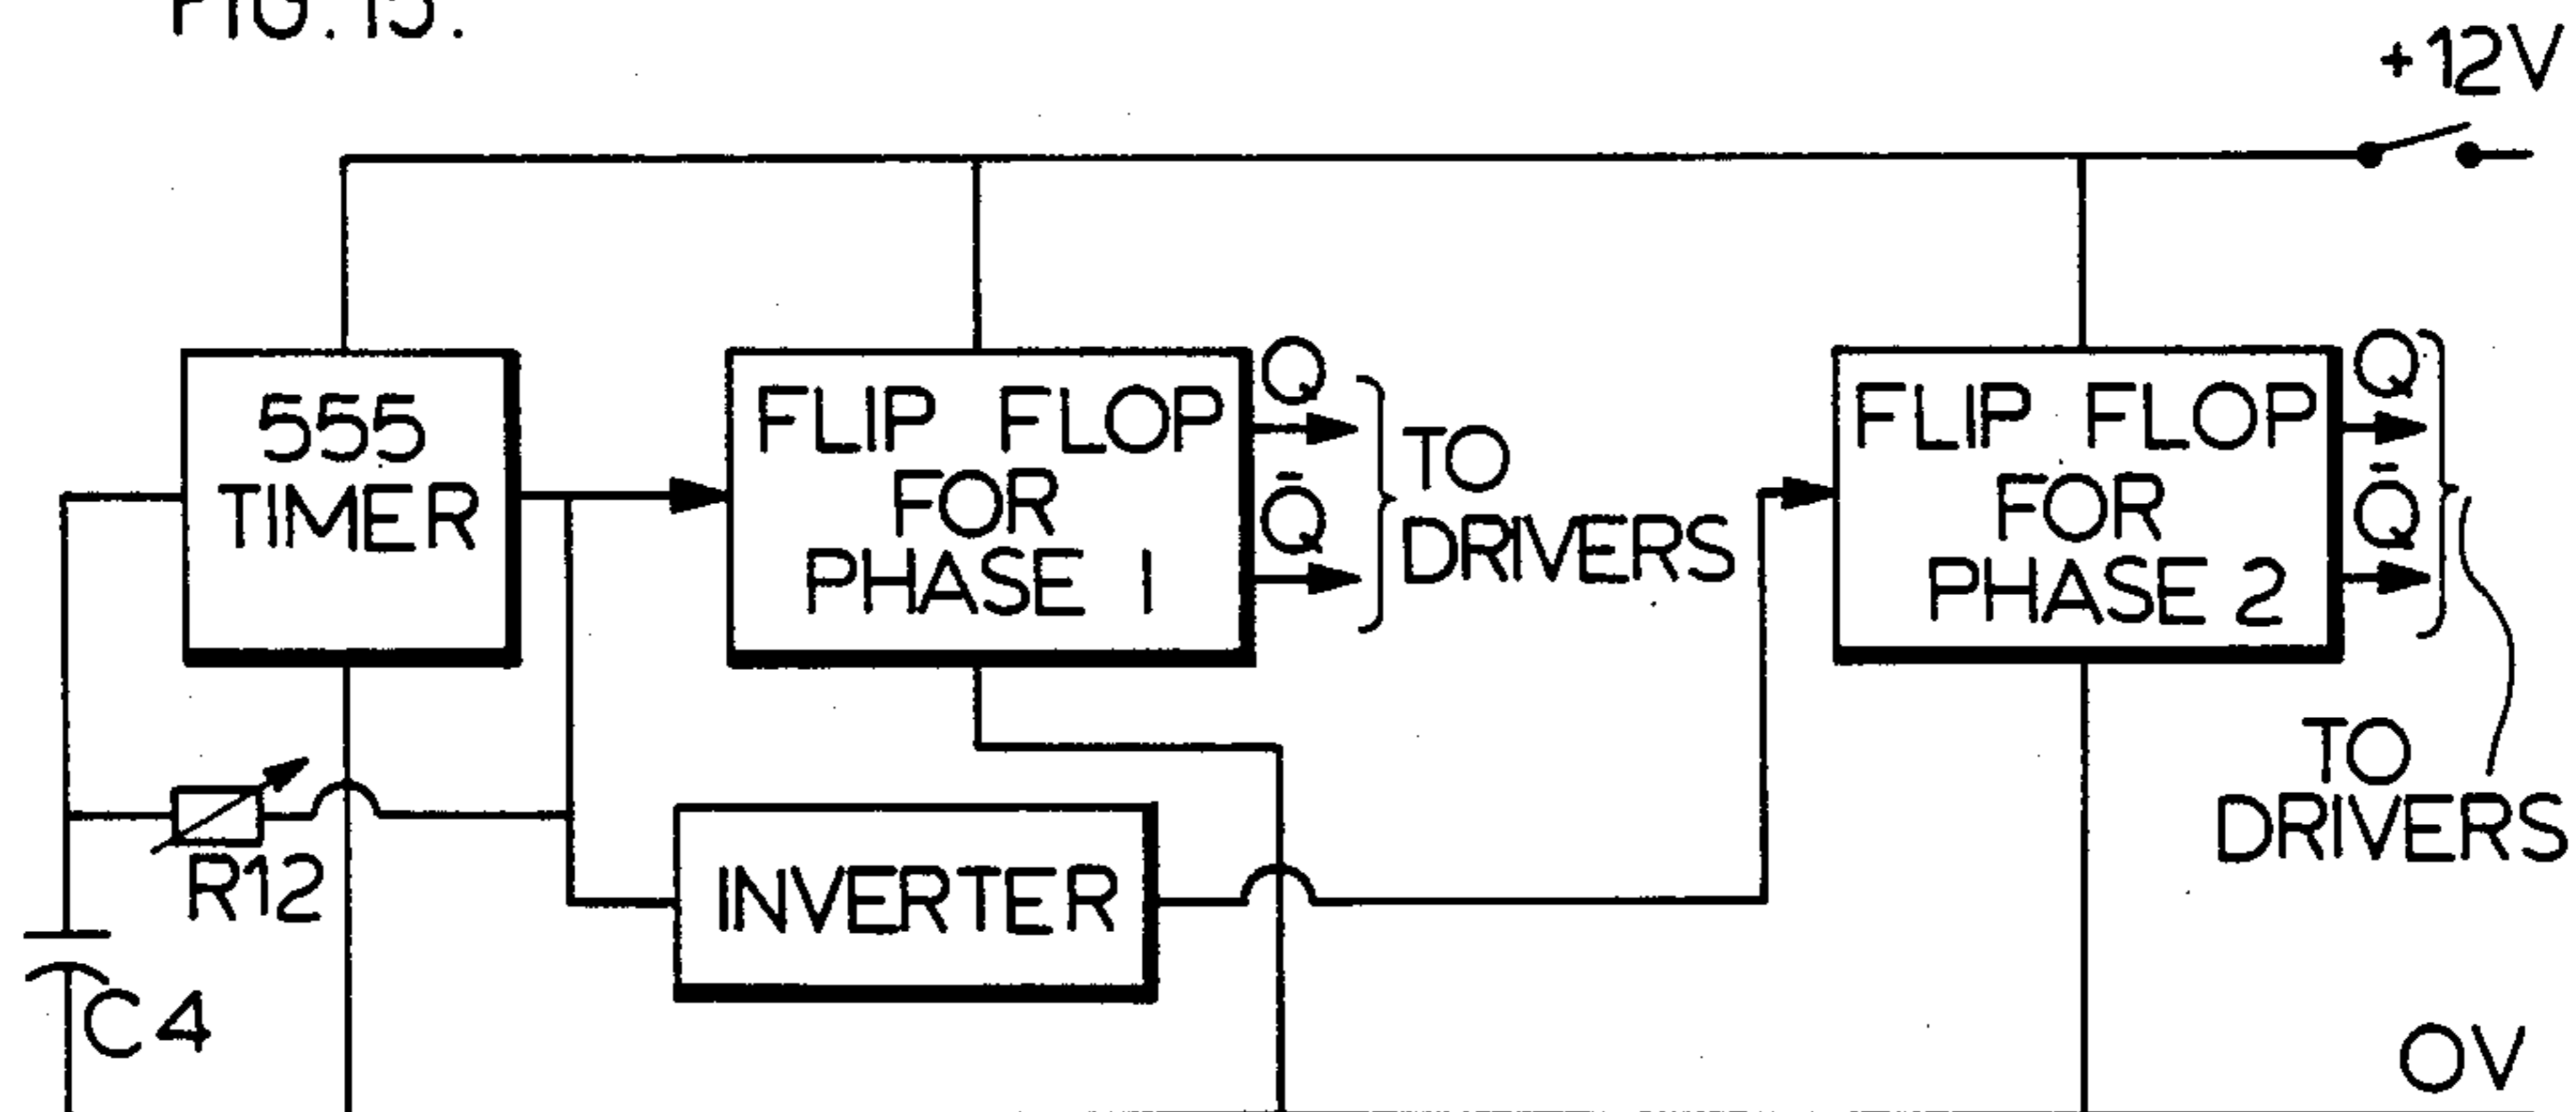 FIG. 15.
+12V
555
TIMER
FLIP FLOP
FOR
PHASE 1
Q
Q̄
TO
DRIVERS
FLIP FLOP
FOR
PHASE 2
Q
Q̄
TO
DRIVERS
R12
INVERTER
C4
0V